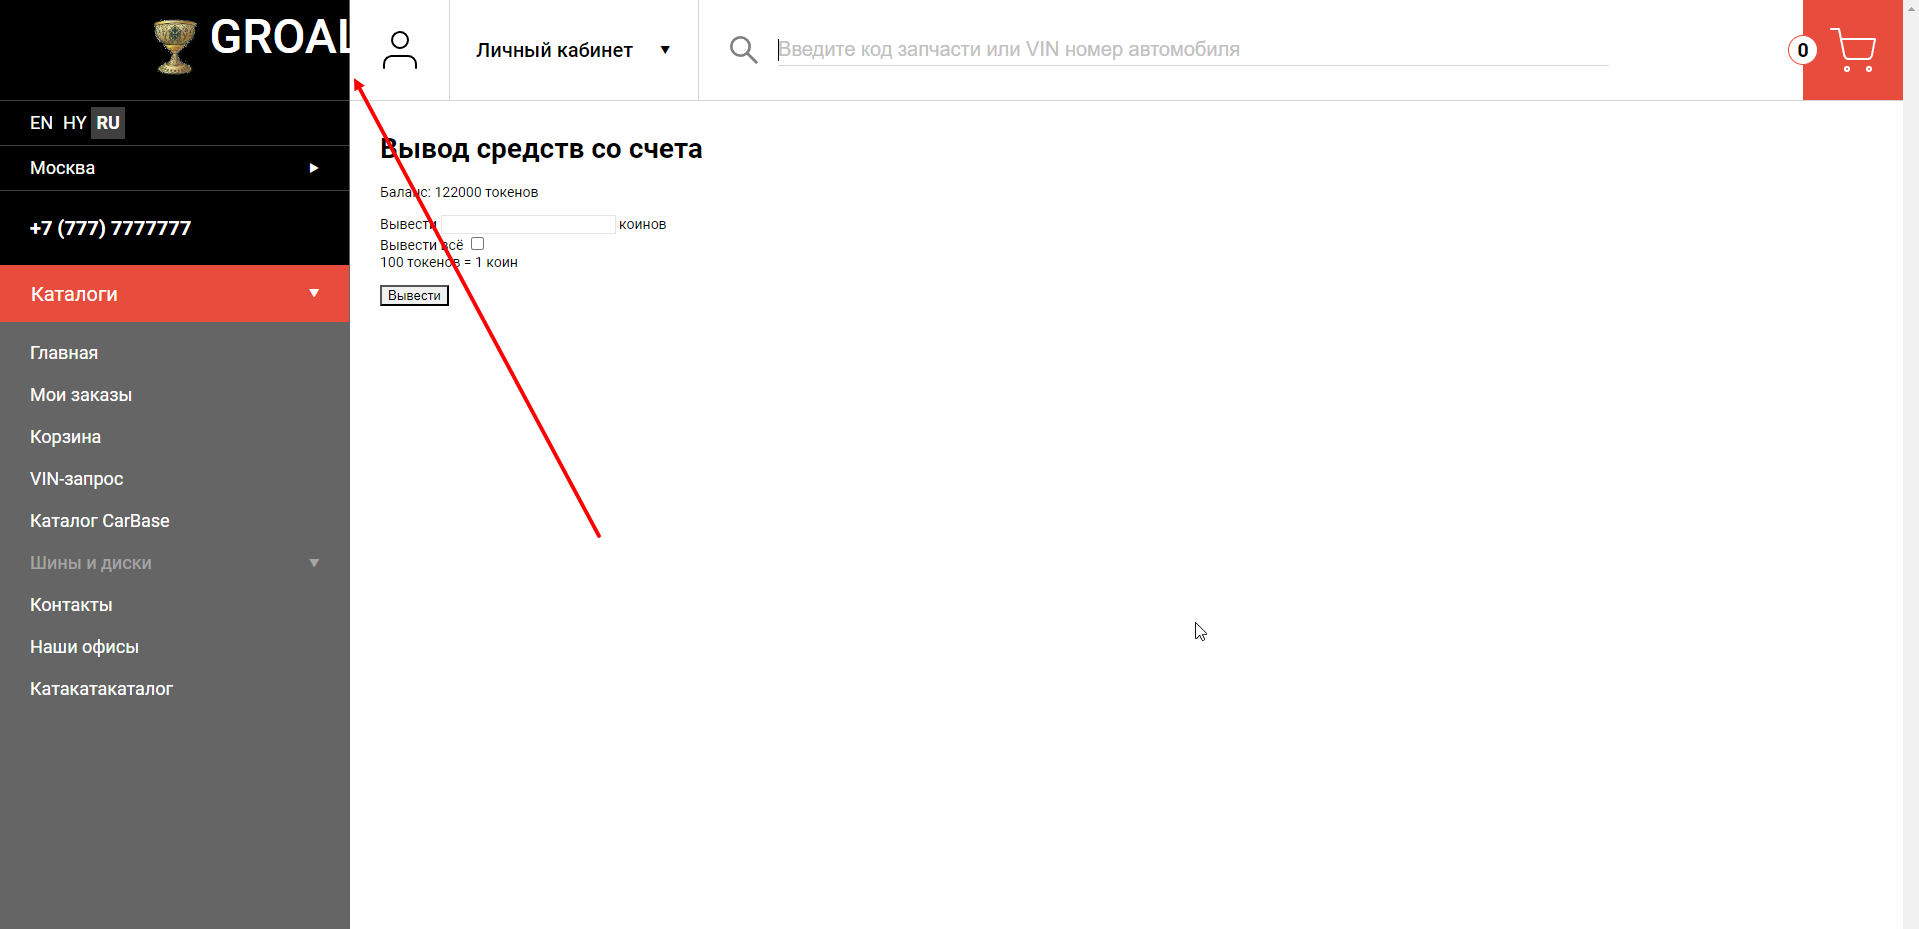 GROAL
Личный кабинет
Введите код запчасти или VIN номер автомобиля
0
EN HY RU
Москва
+7 (777) 7777777
Каталоги
Главная
Мои заказы
Корзина
VIN-запрос
Каталог CarBase
Шины и диски
Контакты
Наши офисы
Катакатакаталог
Вывод средств со счета
Баланс: 122000 токенов
Вывести коинов
Вывести всё
100 токенов = 1 коин
Вывести